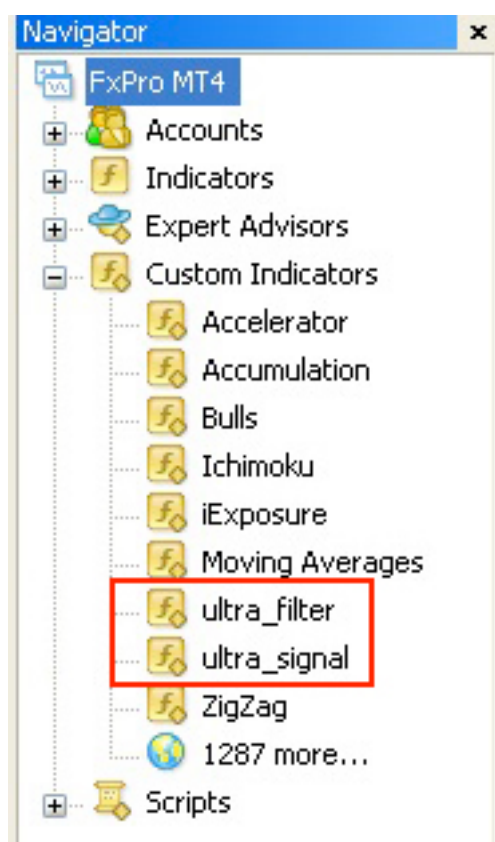 Navigator
FxPro MT4
Accounts
Indicators
Expert Advisors
Custom Indicators
Accelerator
Accumulation
Bulls
Ichimoku
iExposure
Moving Averages
ultra_filter
ultra_signal
ZigZag
1287 more...
Scripts